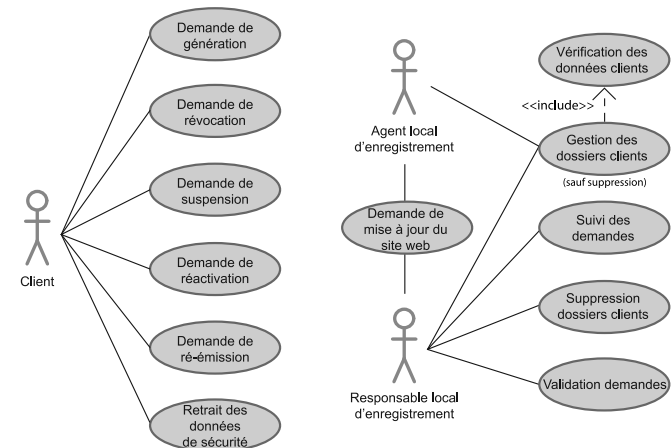 Demande de
génération
Demande de
révocation
Demande de
suspension
Demande de
réactivation
Demande de
ré-émission
Retrait des
données
de sécurité
Client
Agent local
d'enregistrement
Demande de
mise à jour du
site web
Responsable local
d'enregistrement
Vérification des
données clients
<<include>>
Gestion des
dossiers clients
(sauf suppression)
Suivi des
demandes
Suppression
dossiers clients
Validation demandes